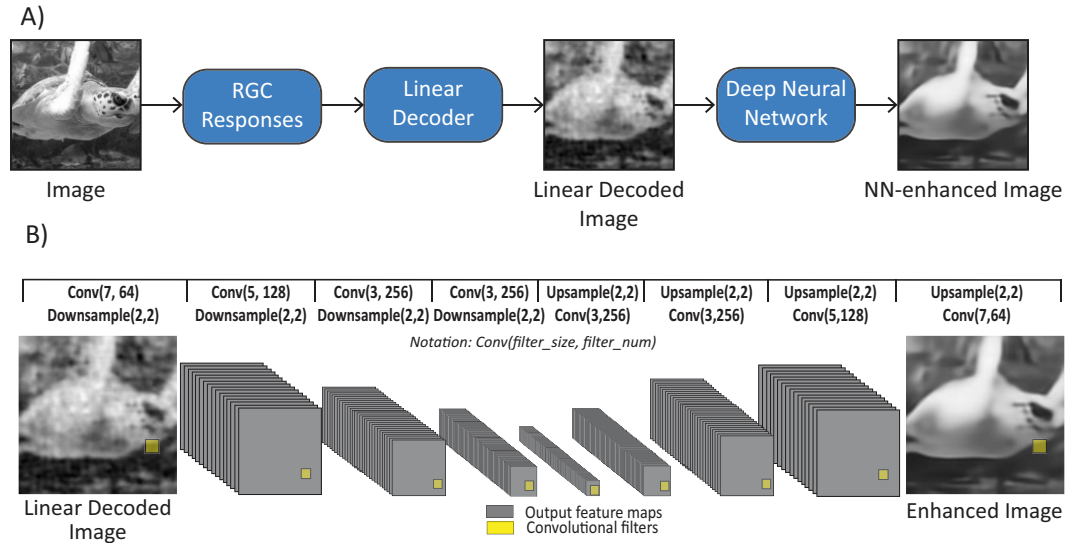 A)
RGC
Responses
Linear
Decoder
Deep Neural
Network
Image
Linear Decoded
Image
NN-enhanced Image
B)
Conv(7, 64)
Downsample(2,2)
Conv(5, 128)
Downsample(2,2)
Conv(3, 256)
Downsample(2,2)
Conv(3, 256)
Downsample(2,2)
Upsample(2,2)
Conv(3,256)
Upsample(2,2)
Conv(3,256)
Upsample(2,2)
Conv(5,128)
Upsample(2,2)
Conv(7,64)
Notation: Conv(filter_size, filter_num)
Linear Decoded
Image
Output feature maps
Convolutional filters
Enhanced Image